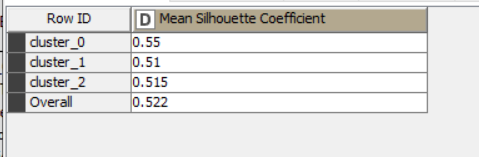 Row ID D Mean Silhouette Coefficient
cluster_0 0.55
cluster_1 0.51
cluster_2 0.515
Overall 0.522